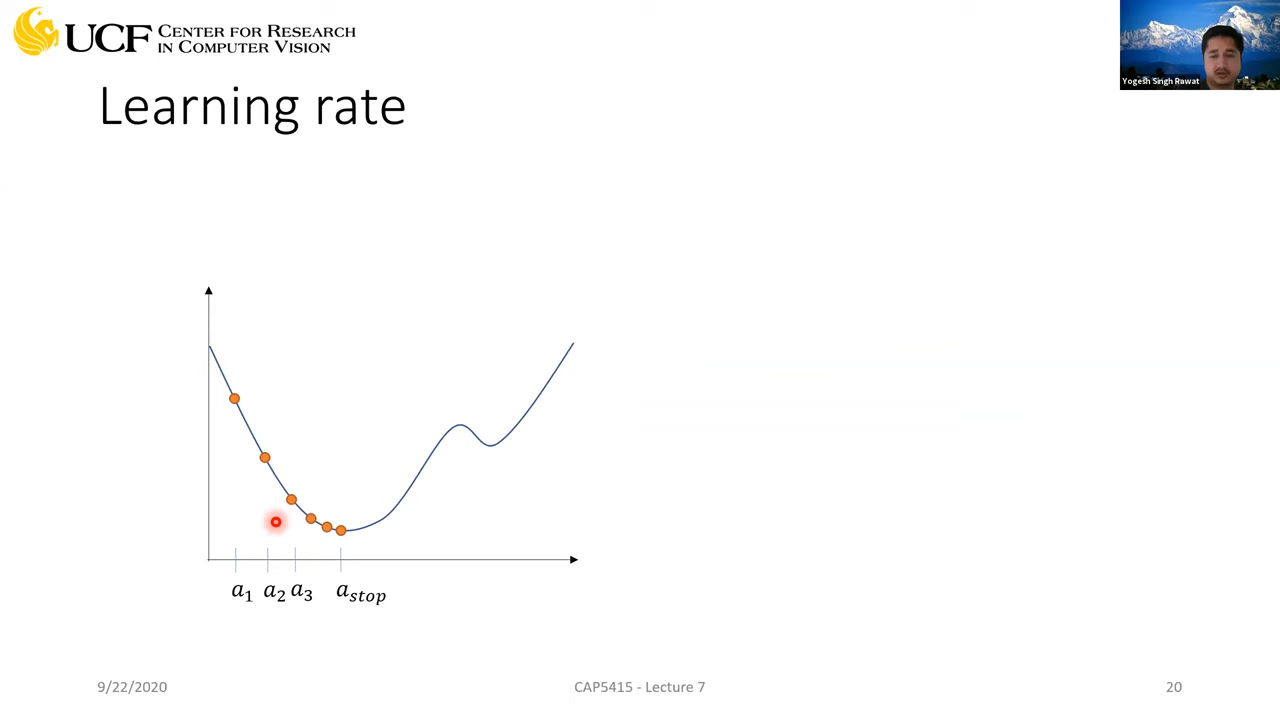 UCF CENTER FOR RESEARCH
IN COMPUTER VISION
Yogesh Singh Rawat
Learning rate
a₁ a₂ a₃ a_stop
9/22/2020 CAP5415 - Lecture 7 20